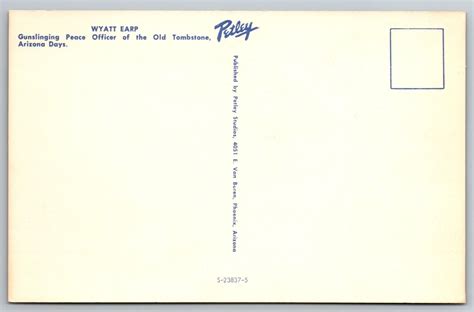 WYATT EARP
Gunslinging Peace Officer of the Old Tombstone,
Arizona Days.
Petley
Published by Petley Studios, 4051 E. Van Buren, Phoenix, Arizona
S-23837-5